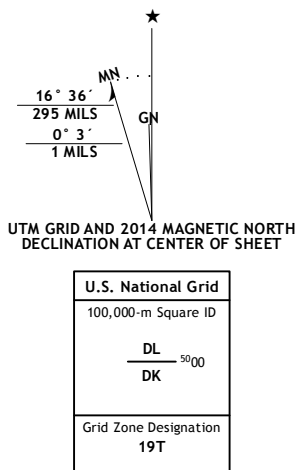 MN
16° 36´
295 MILS
GN
0° 3´
1 MILS
UTM GRID AND 2014 MAGNETIC NORTH
DECLINATION AT CENTER OF SHEET
U.S. National Grid
100,000-m Square ID
DL
5000
DK
Grid Zone Designation
19T